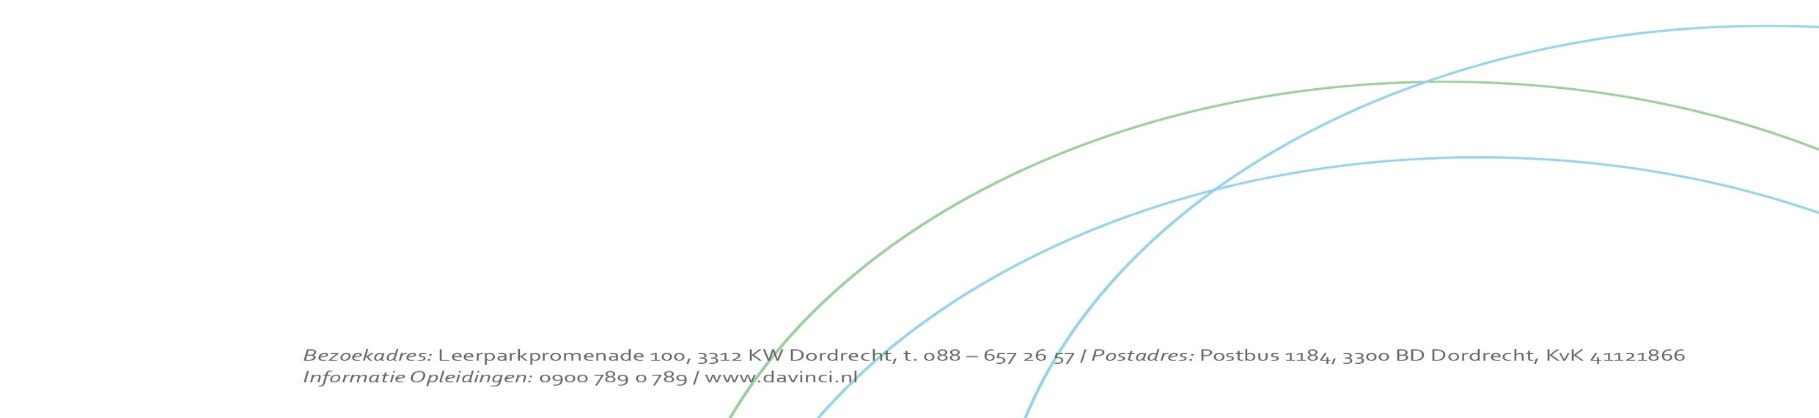 Bezoekadres: Leerparkpromenade 100, 3312 KW Dordrecht, t. 088 – 657 26 57 / Postadres: Postbus 1184, 3300 BD Dordrecht, KvK 41121866
Informatie Opleidingen: 0900 789 0 789 / www.davinci.nl